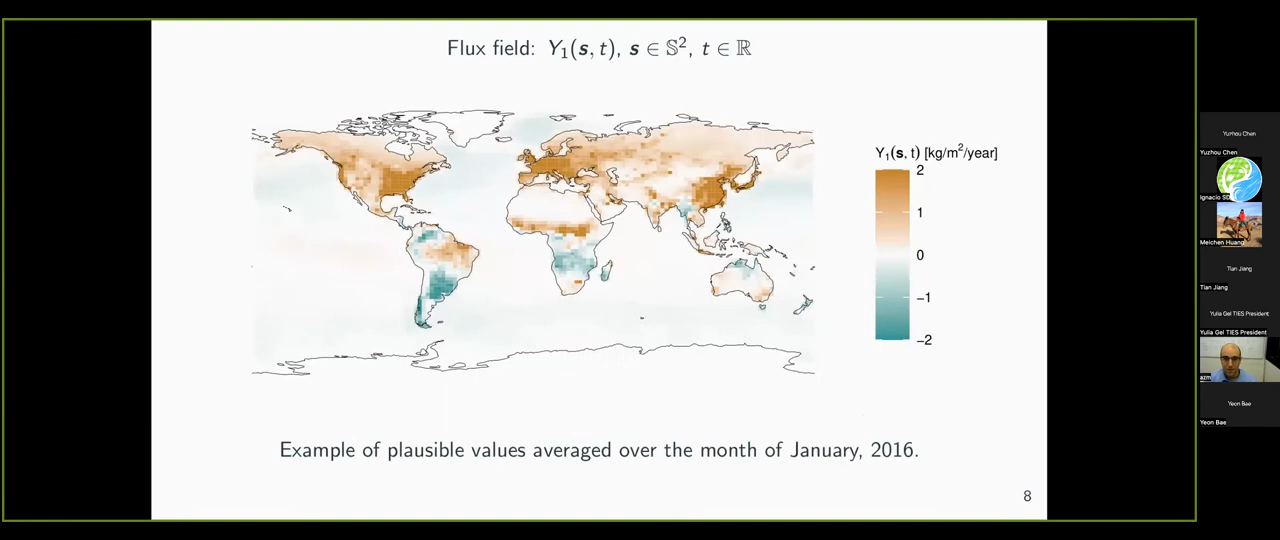 Flux field: Y₁(s, t), s ∈ 𝕊², t ∈ ℝ
Y₁(s, t) [kg/m²/year]
2
1
0
−1
−2
Example of plausible values averaged over the month of January, 2016.
8
Yuzhou Chen
Yuzhou Chen
Ignacio SD
Meichen Huang
Tian Jiang
Tian Jiang
Yulia Gel TIES President
Yulia Gel TIES President
azm
Yeon Bae
Yeon Bae